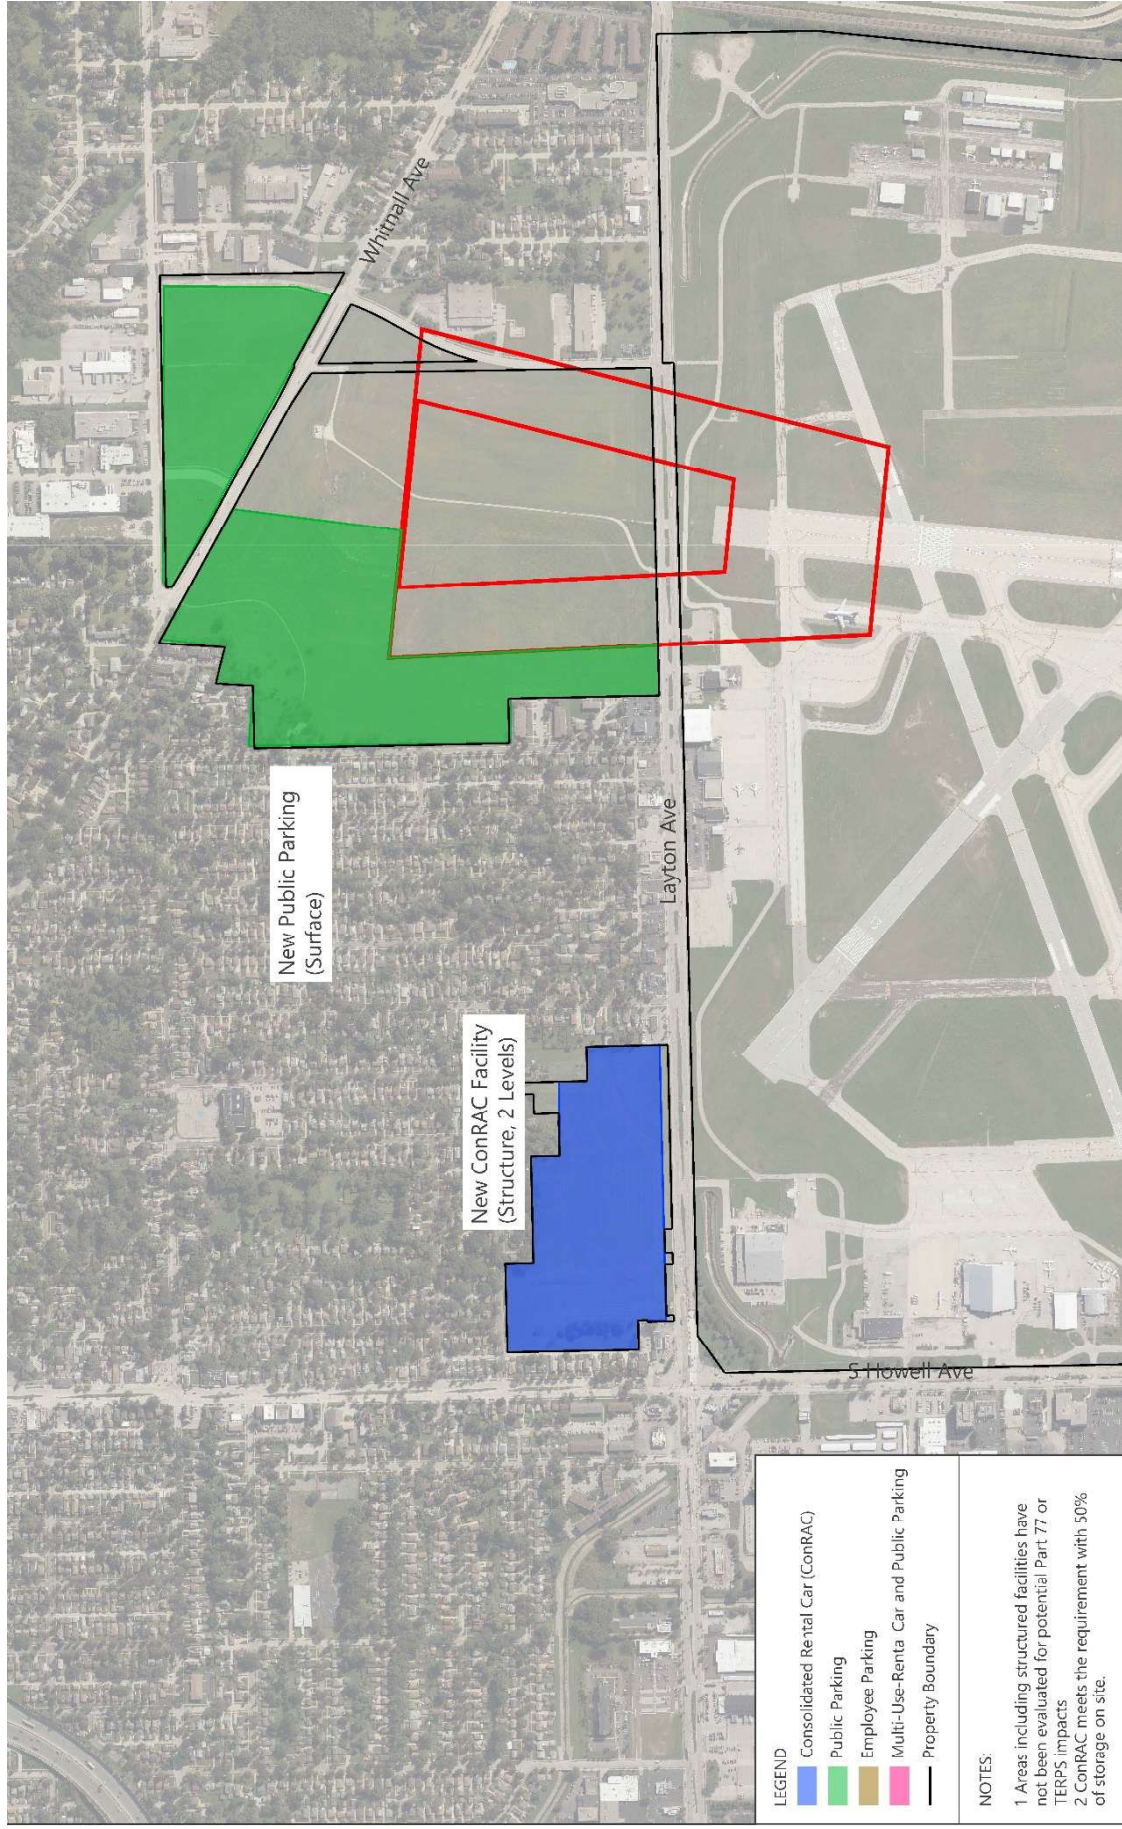 Whitnall Ave
New Public Parking
(Surface)
New ConRAC Facility
(Structure, 2 Levels)
Layton Ave
S Howell Ave
LEGEND
Consolidated Rental Car (ConRAC)
Public Parking
Employee Parking
Multi-Use-Renta Car and Public Parking
Property Boundary
NOTES:
1 Areas including structured facilities have
not been evaluated for potential Part 77 or
TERPS impacts
2 ConRAC meets the requirement with 50%
of storage on site.